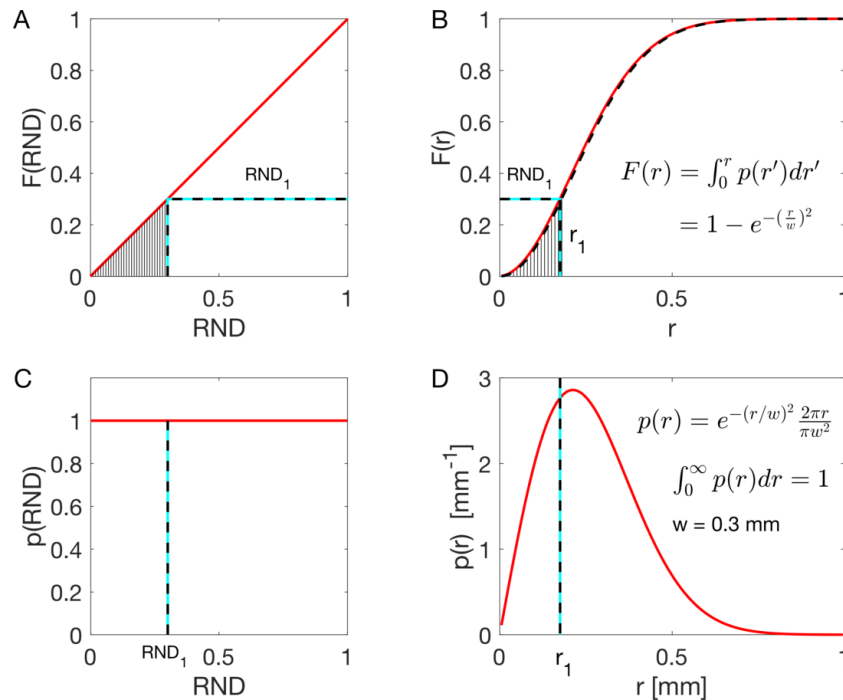 A
1
0.8
0.6
0.4
0.2
0
F(RND)
RND₁
0 0.5 1
RND
B
1
0.8
0.6
0.4
0.2
0
F(r)
RND₁
r₁
F(r) = ∫₀ʳ p(r′)dr′
= 1 − e^{−(r/w)²}
0 0.5 1
r
C
1
0.8
0.6
0.4
0.2
0
p(RND)
0 RND₁ 0.5 1
RND
D
3
2
1
0
p(r) [mm⁻¹]
p(r) = e^{−(r/w)²} 2πr/πw²
∫₀^∞ p(r)dr = 1
w = 0.3 mm
0 r₁ 0.5 1
r [mm]